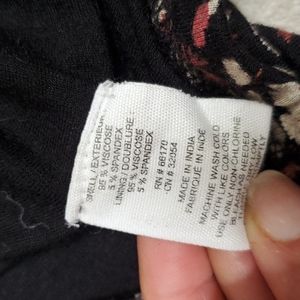 SHELL / EXTERIEUR
95 % VISCOSE
5 % SPANDEX
LINING / DOUBLURE
95 % VISCOSE
5 % SPANDEX
RN # 66170
CN # 32054
MADE IN INDIA
FABRIQUE EN INDE
MACHINE WASH COLD
WITH LIKE COLORS
USE ONLY NON-CHLORINE